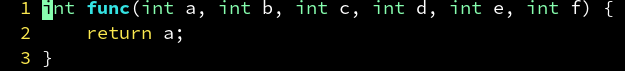 1 int func(int a, int b, int c, int d, int e, int f) {
2     return a;
3 }